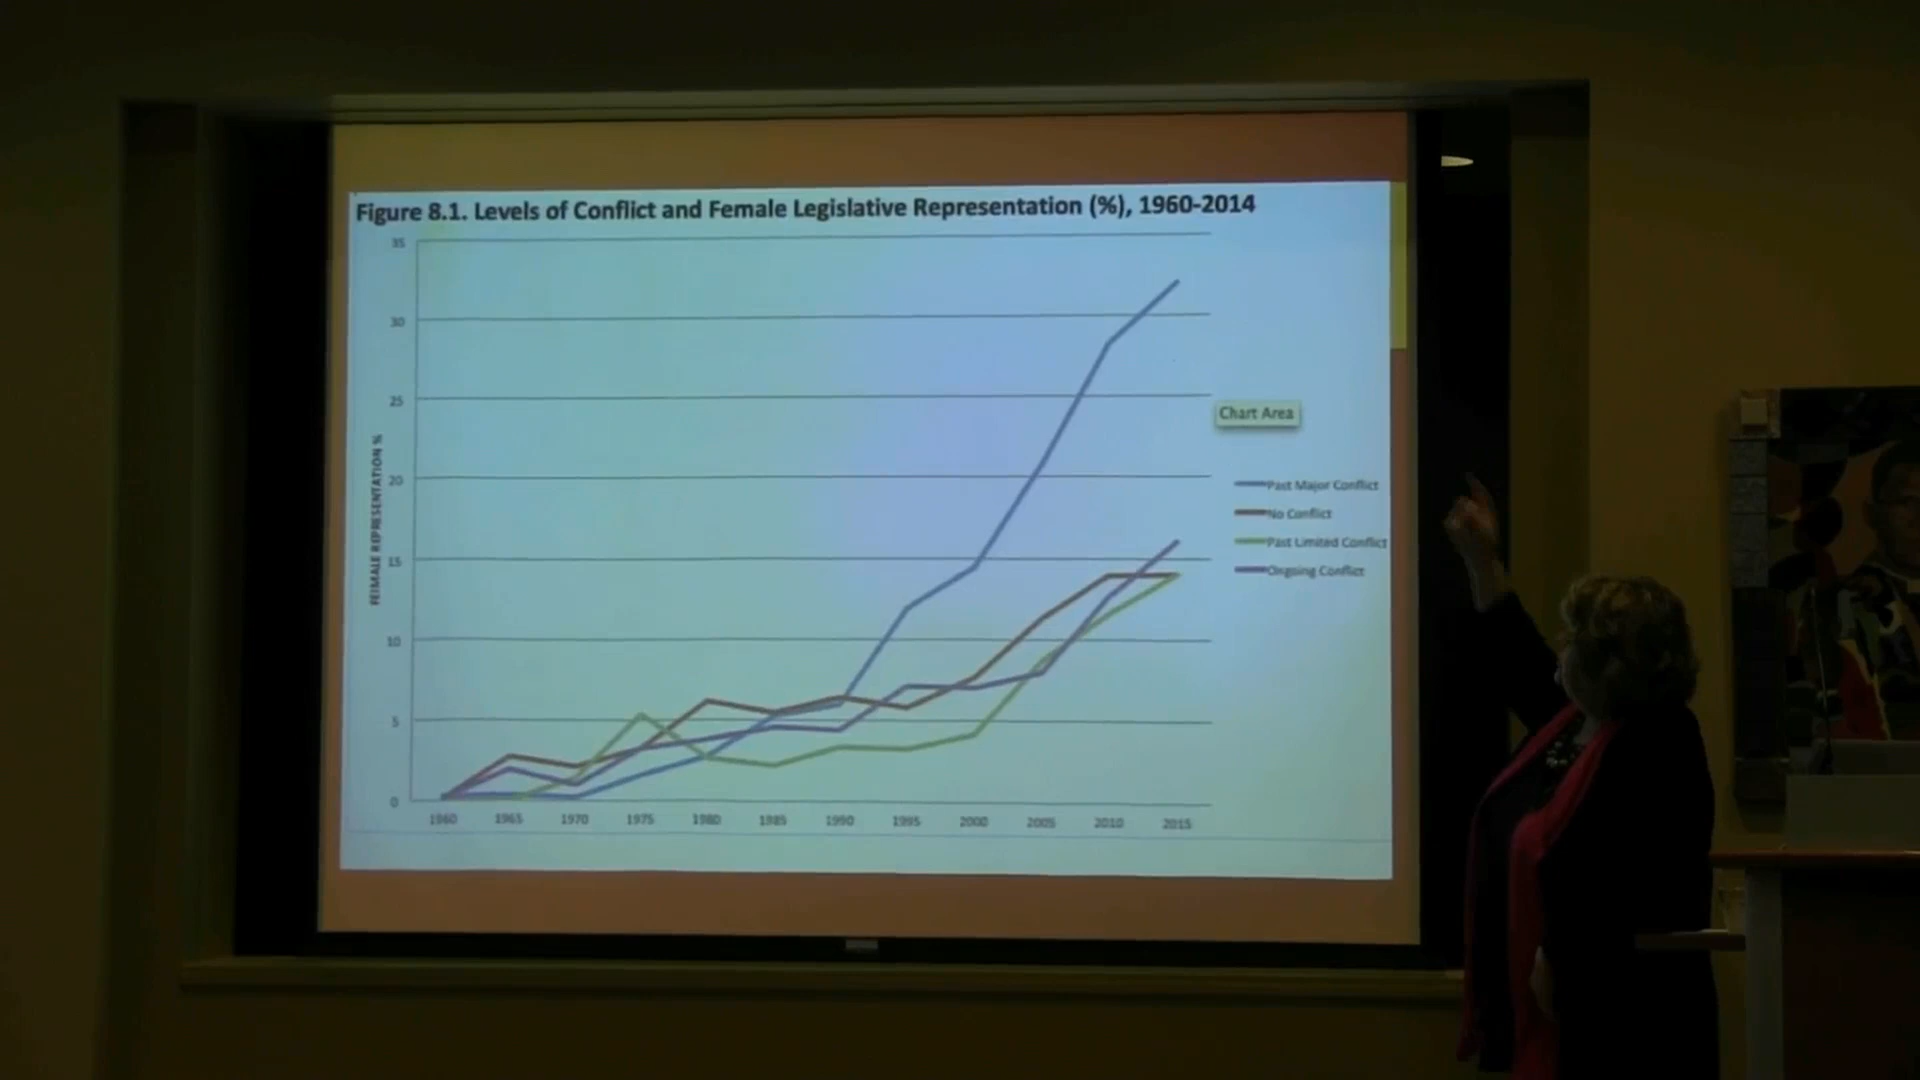 Figure 8.1. Levels of Conflict and Female Legislative Representation (%), 1960-2014
35
30
25
20
15
10
5
0
FEMALE REPRESENTATION %
1960 1965 1970 1975 1980 1985 1990 1995 2000 2005 2010 2015
Chart Area
Past Major Conflict
No Conflict
Past Limited Conflict
Ongoing Conflict